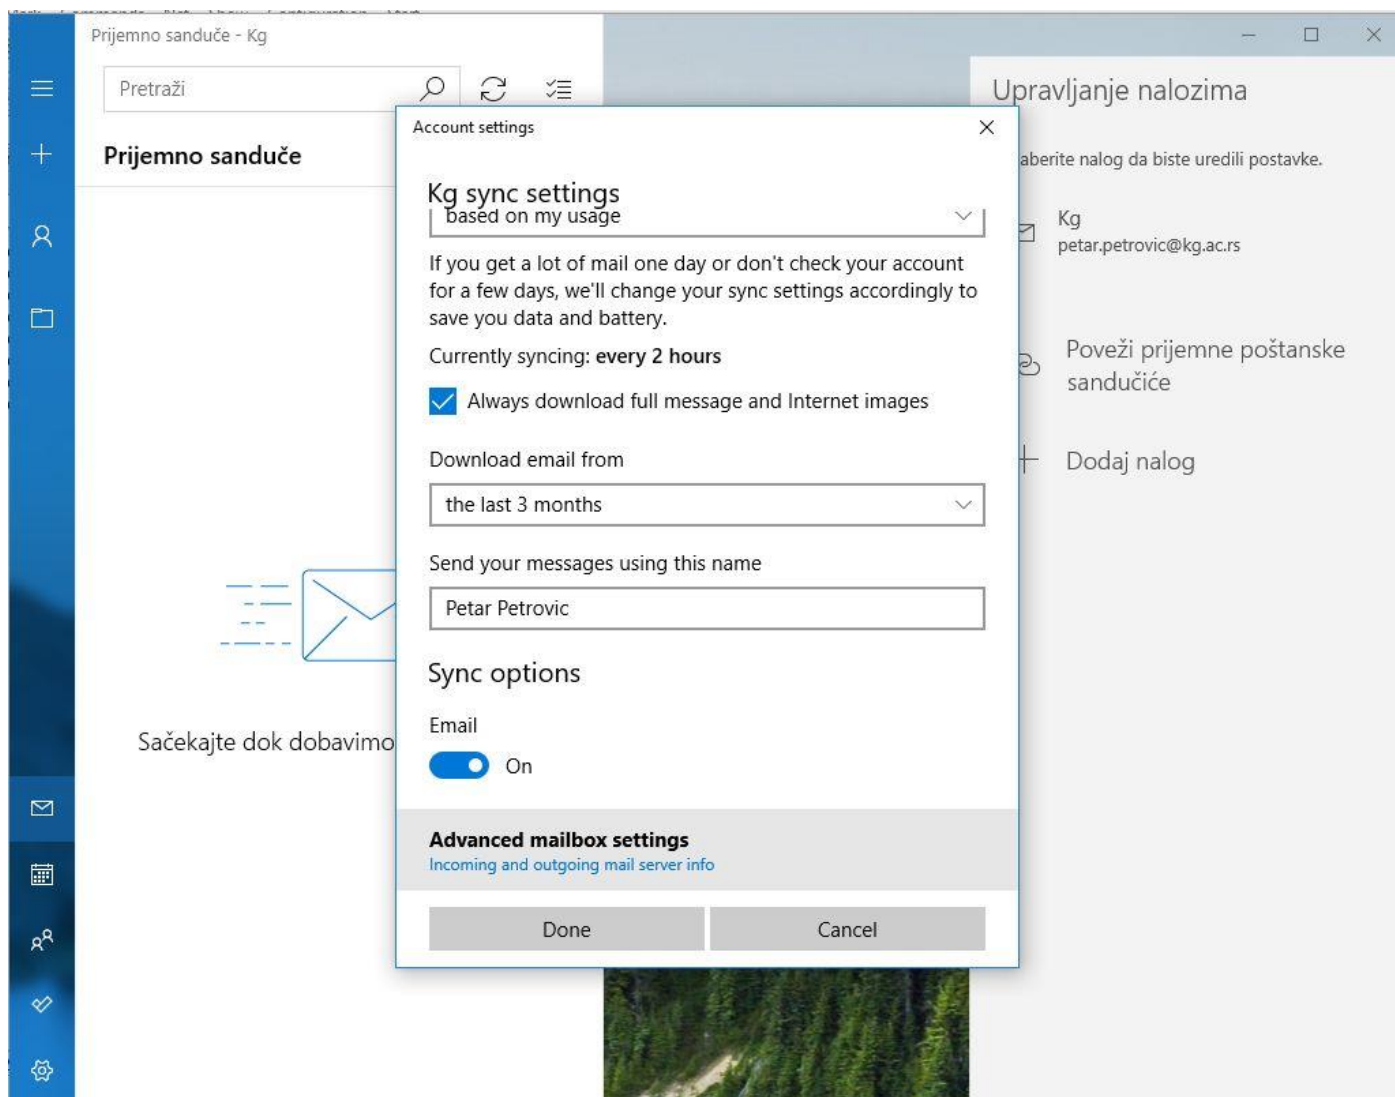 Prijemno sanduče - Kg
Pretraži
Prijemno sanduče
Sačekajte dok dobavimo
Account settings
Kg sync settings
based on my usage
If you get a lot of mail one day or don't check your account
for a few days, we'll change your sync settings accordingly to
save you data and battery.
Currently syncing: every 2 hours
Always download full message and Internet images
Download email from
the last 3 months
Send your messages using this name
Petar Petrovic
Sync options
Email
On
Advanced mailbox settings
Incoming and outgoing mail server info
Done
Cancel
Upravljanje nalozima
aberite nalog da biste uredili postavke.
Kg
petar.petrovic@kg.ac.rs
Poveži prijemne poštanske
sandučiće
Dodaj nalog